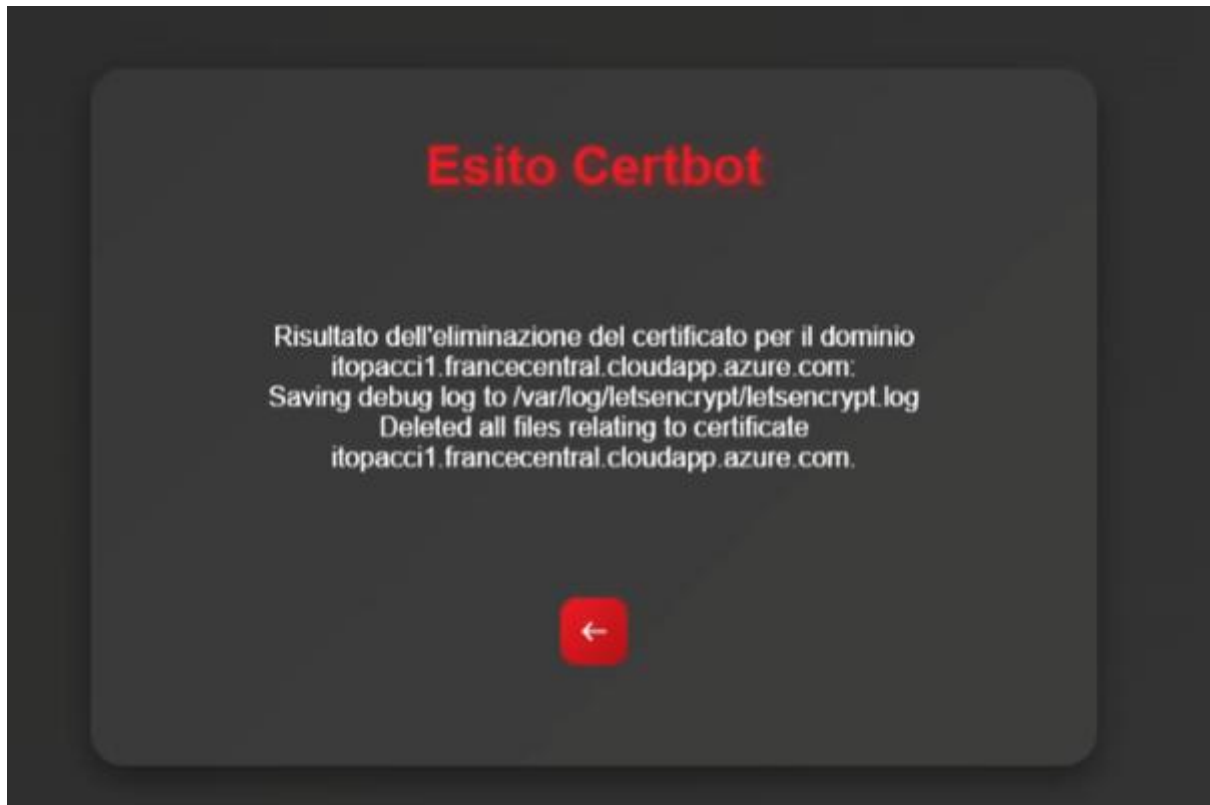 Esito Certbot
Risultato dell'eliminazione del certificato per il dominio
itopacci1.francecentral.cloudapp.azure.com:
Saving debug log to /var/log/letsencrypt/letsencrypt.log
Deleted all files relating to certificate
itopacci1.francecentral.cloudapp.azure.com.